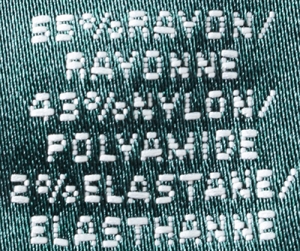 55%RAYON/
RAYONNE
43%NYLON/
POLYAMIDE
2%ELASTANE/
ELASTHANNE